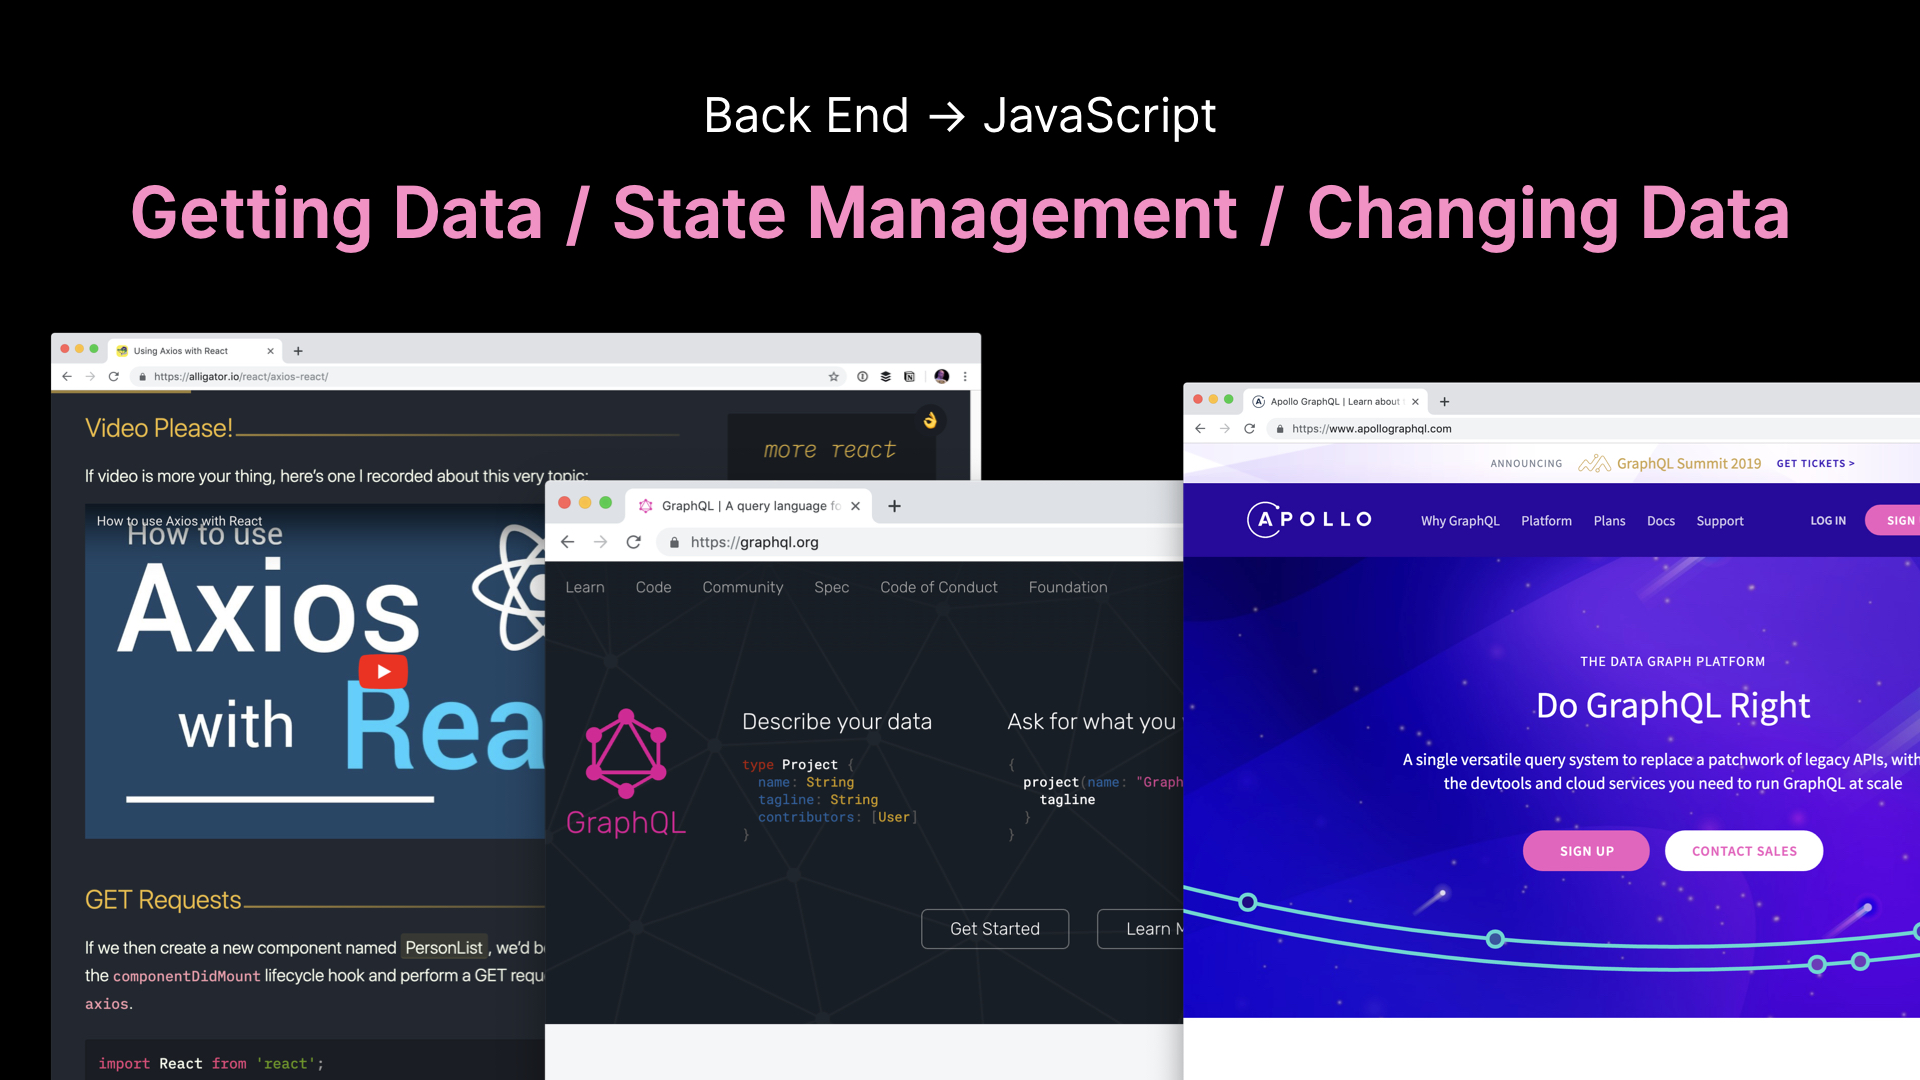 Back End → JavaScript
Getting Data / State Management / Changing Data
Using Axios with React
https://alligator.io/react/axios-react/
Video Please!
more react
If video is more your thing, here's one I recorded about this very topic:
How to use Axios with React
How to use
Axios
with Rea
GET Requests
If we then create a new component named PersonList, we'd b
the componentDidMount lifecycle hook and perform a GET requ
axios.
import React from 'react';
GraphQL | A query language fo
https://graphql.org
Learn Code Community Spec Code of Conduct Foundation
GraphQL
Describe your data
type Project {
name: String
tagline: String
contributors: [User]
}
Ask for what you
{
project(name: "Graph
tagline
}
}
Get Started
Learn M
Apollo GraphQL | Learn about
https://www.apollographql.com
ANNOUNCING GraphQL Summit 2019 GET TICKETS >
APOLLO
Why GraphQL Platform Plans Docs Support LOG IN SIGN
THE DATA GRAPH PLATFORM
Do GraphQL Right
A single versatile query system to replace a patchwork of legacy APIs, with
the devtools and cloud services you need to run GraphQL at scale
SIGN UP
CONTACT SALES